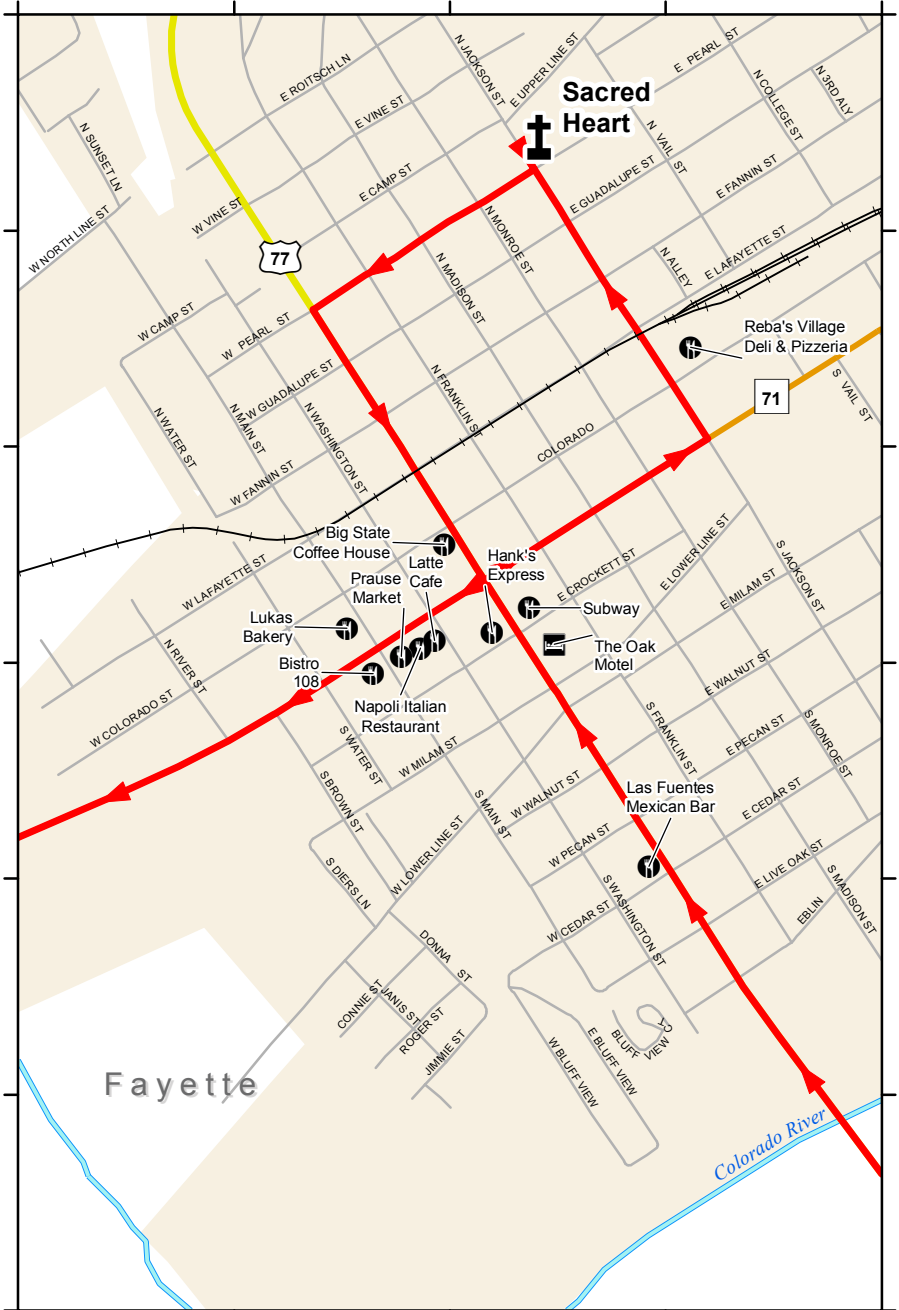 N JACKSON ST
E UPPER LINE ST
E PEARL ST
E ROITSCH LN
N COLLEGE ST
N 3RD ALY
Sacred
Heart
E VINE ST
N SUNSET LN
N VAIL ST
E CAMP ST
E GUADALUPE ST
E FANNIN ST
W VINE ST
W NORTH LINE ST
N MONROE ST
77
N MADISON ST
N ALLEY
E LAFAYETTE ST
W CAMP ST
W PEARL ST
Reba's Village
Deli & Pizzeria
W GUADALUPE ST
N FRANKLIN ST
S VAIL ST
71
N WATER ST
N MAIN ST
N WASHINGTON ST
COLORADO
W FANNIN ST
Big State
Coffee House
Latte
Cafe
Hank's
Express
E LOWER LINE ST
S JACKSON ST
W LAFAYETTE ST
Prause
Market
E CROCKETT ST
E MILAM ST
Lukas
Bakery
Subway
N RIVER ST
Bistro
108
The Oak
Motel
E WALNUT ST
W COLORADO ST
Napoli Italian
Restaurant
S WATER ST
W MILAM ST
S FRANKLIN ST
S MONROE ST
E PECAN ST
S BROWN ST
S MAIN ST
W WALNUT ST
Las Fuentes
Mexican Bar
E CEDAR ST
W LOWER LINE ST
W PECAN ST
S DIERS LN
E LIVE OAK ST
S WASHINGTON ST
S MADISON ST
W CEDAR ST
EBLIN
DONNA ST
CONNIE ST
JANIS ST
ROGER ST
JIMMIE ST
BLUFF
VIEW CT
E BLUFF VIEW
W BLUFF VIEW
Fayette
Colorado River